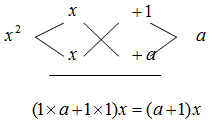 x +1
x² a
x +a
(1×a+1×1)x=(a+1)x